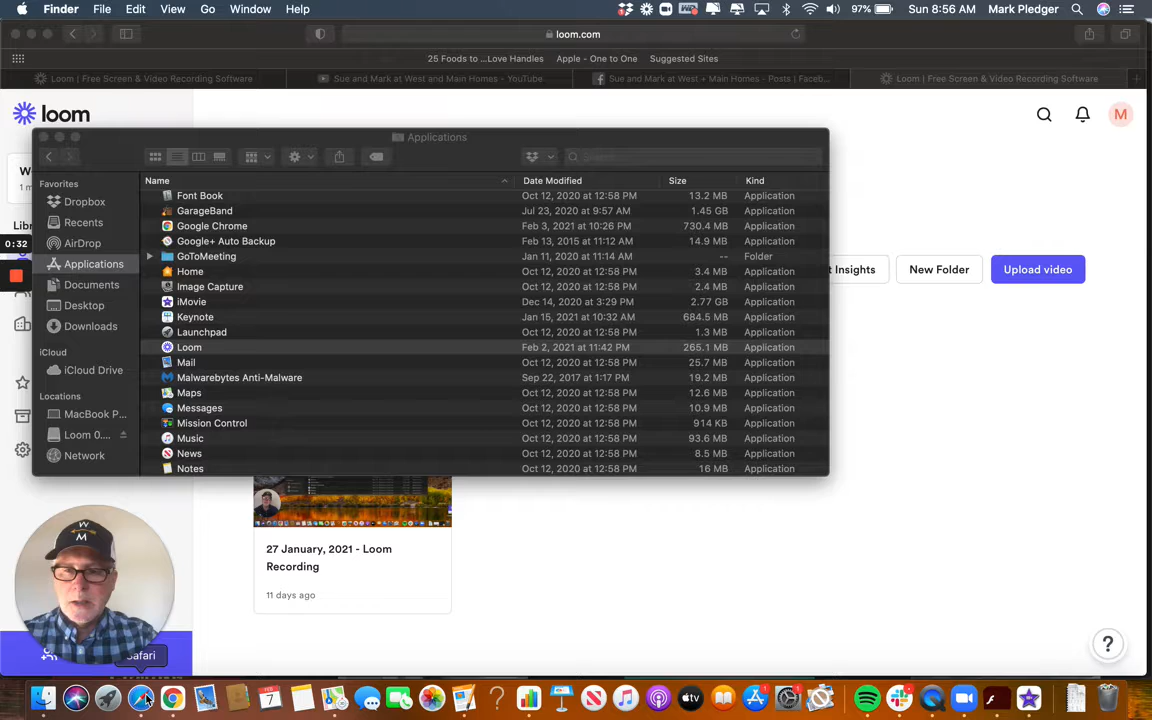 Finder File Edit View Go Window Help 97% Sun 8:56 AM Mark Pledger
loom.com
25 Foods to ...Love Handles Apple - One to One Suggested Sites
Loom | Free Screen & Video Recording Software Sue and Mark at West and Main Homes - YouTube Sue and Mark at West + Main Homes - Posts | Faceb... Loom | Free Screen & Video Recording Software
loom
M
Applications
W
1 m
Search
Favorites
Name Date Modified Size Kind
Dropbox
Recents
AirDrop
Applications
Documents
Desktop
Downloads
iCloud
iCloud Drive
Locations
MacBook P...
Loom 0....
Network
Font Book Oct 12, 2020 at 12:58 PM 13.2 MB Application
GarageBand Jul 23, 2020 at 9:57 AM 1.45 GB Application
Google Chrome Feb 3, 2021 at 10:26 PM 730.4 MB Application
Google+ Auto Backup Feb 13, 2015 at 11:12 AM 14.9 MB Application
GoToMeeting Jan 11, 2020 at 11:14 AM -- Folder
Home Oct 12, 2020 at 12:58 PM 3.4 MB Application
Image Capture Oct 12, 2020 at 12:58 PM 2.4 MB Application
iMovie Dec 14, 2020 at 3:29 PM 2.77 GB Application
Keynote Jan 15, 2021 at 10:32 AM 684.5 MB Application
Launchpad Oct 12, 2020 at 12:58 PM 1.3 MB Application
Loom Feb 2, 2021 at 11:42 PM 265.1 MB Application
Mail Oct 12, 2020 at 12:58 PM 25.7 MB Application
Malwarebytes Anti-Malware Sep 22, 2017 at 1:17 PM 19.2 MB Application
Maps Oct 12, 2020 at 12:58 PM 12.6 MB Application
Messages Oct 12, 2020 at 12:58 PM 10.9 MB Application
Mission Control Oct 12, 2020 at 12:58 PM 914 KB Application
Music Oct 12, 2020 at 12:58 PM 93.6 MB Application
News Oct 12, 2020 at 12:58 PM 8.5 MB Application
Notes Oct 12, 2020 at 12:58 PM 16 MB Application
Libr
0:32
t Insights New Folder Upload video
27 January, 2021 - Loom
Recording
11 days ago
W
M
Safari
?
FEB
7